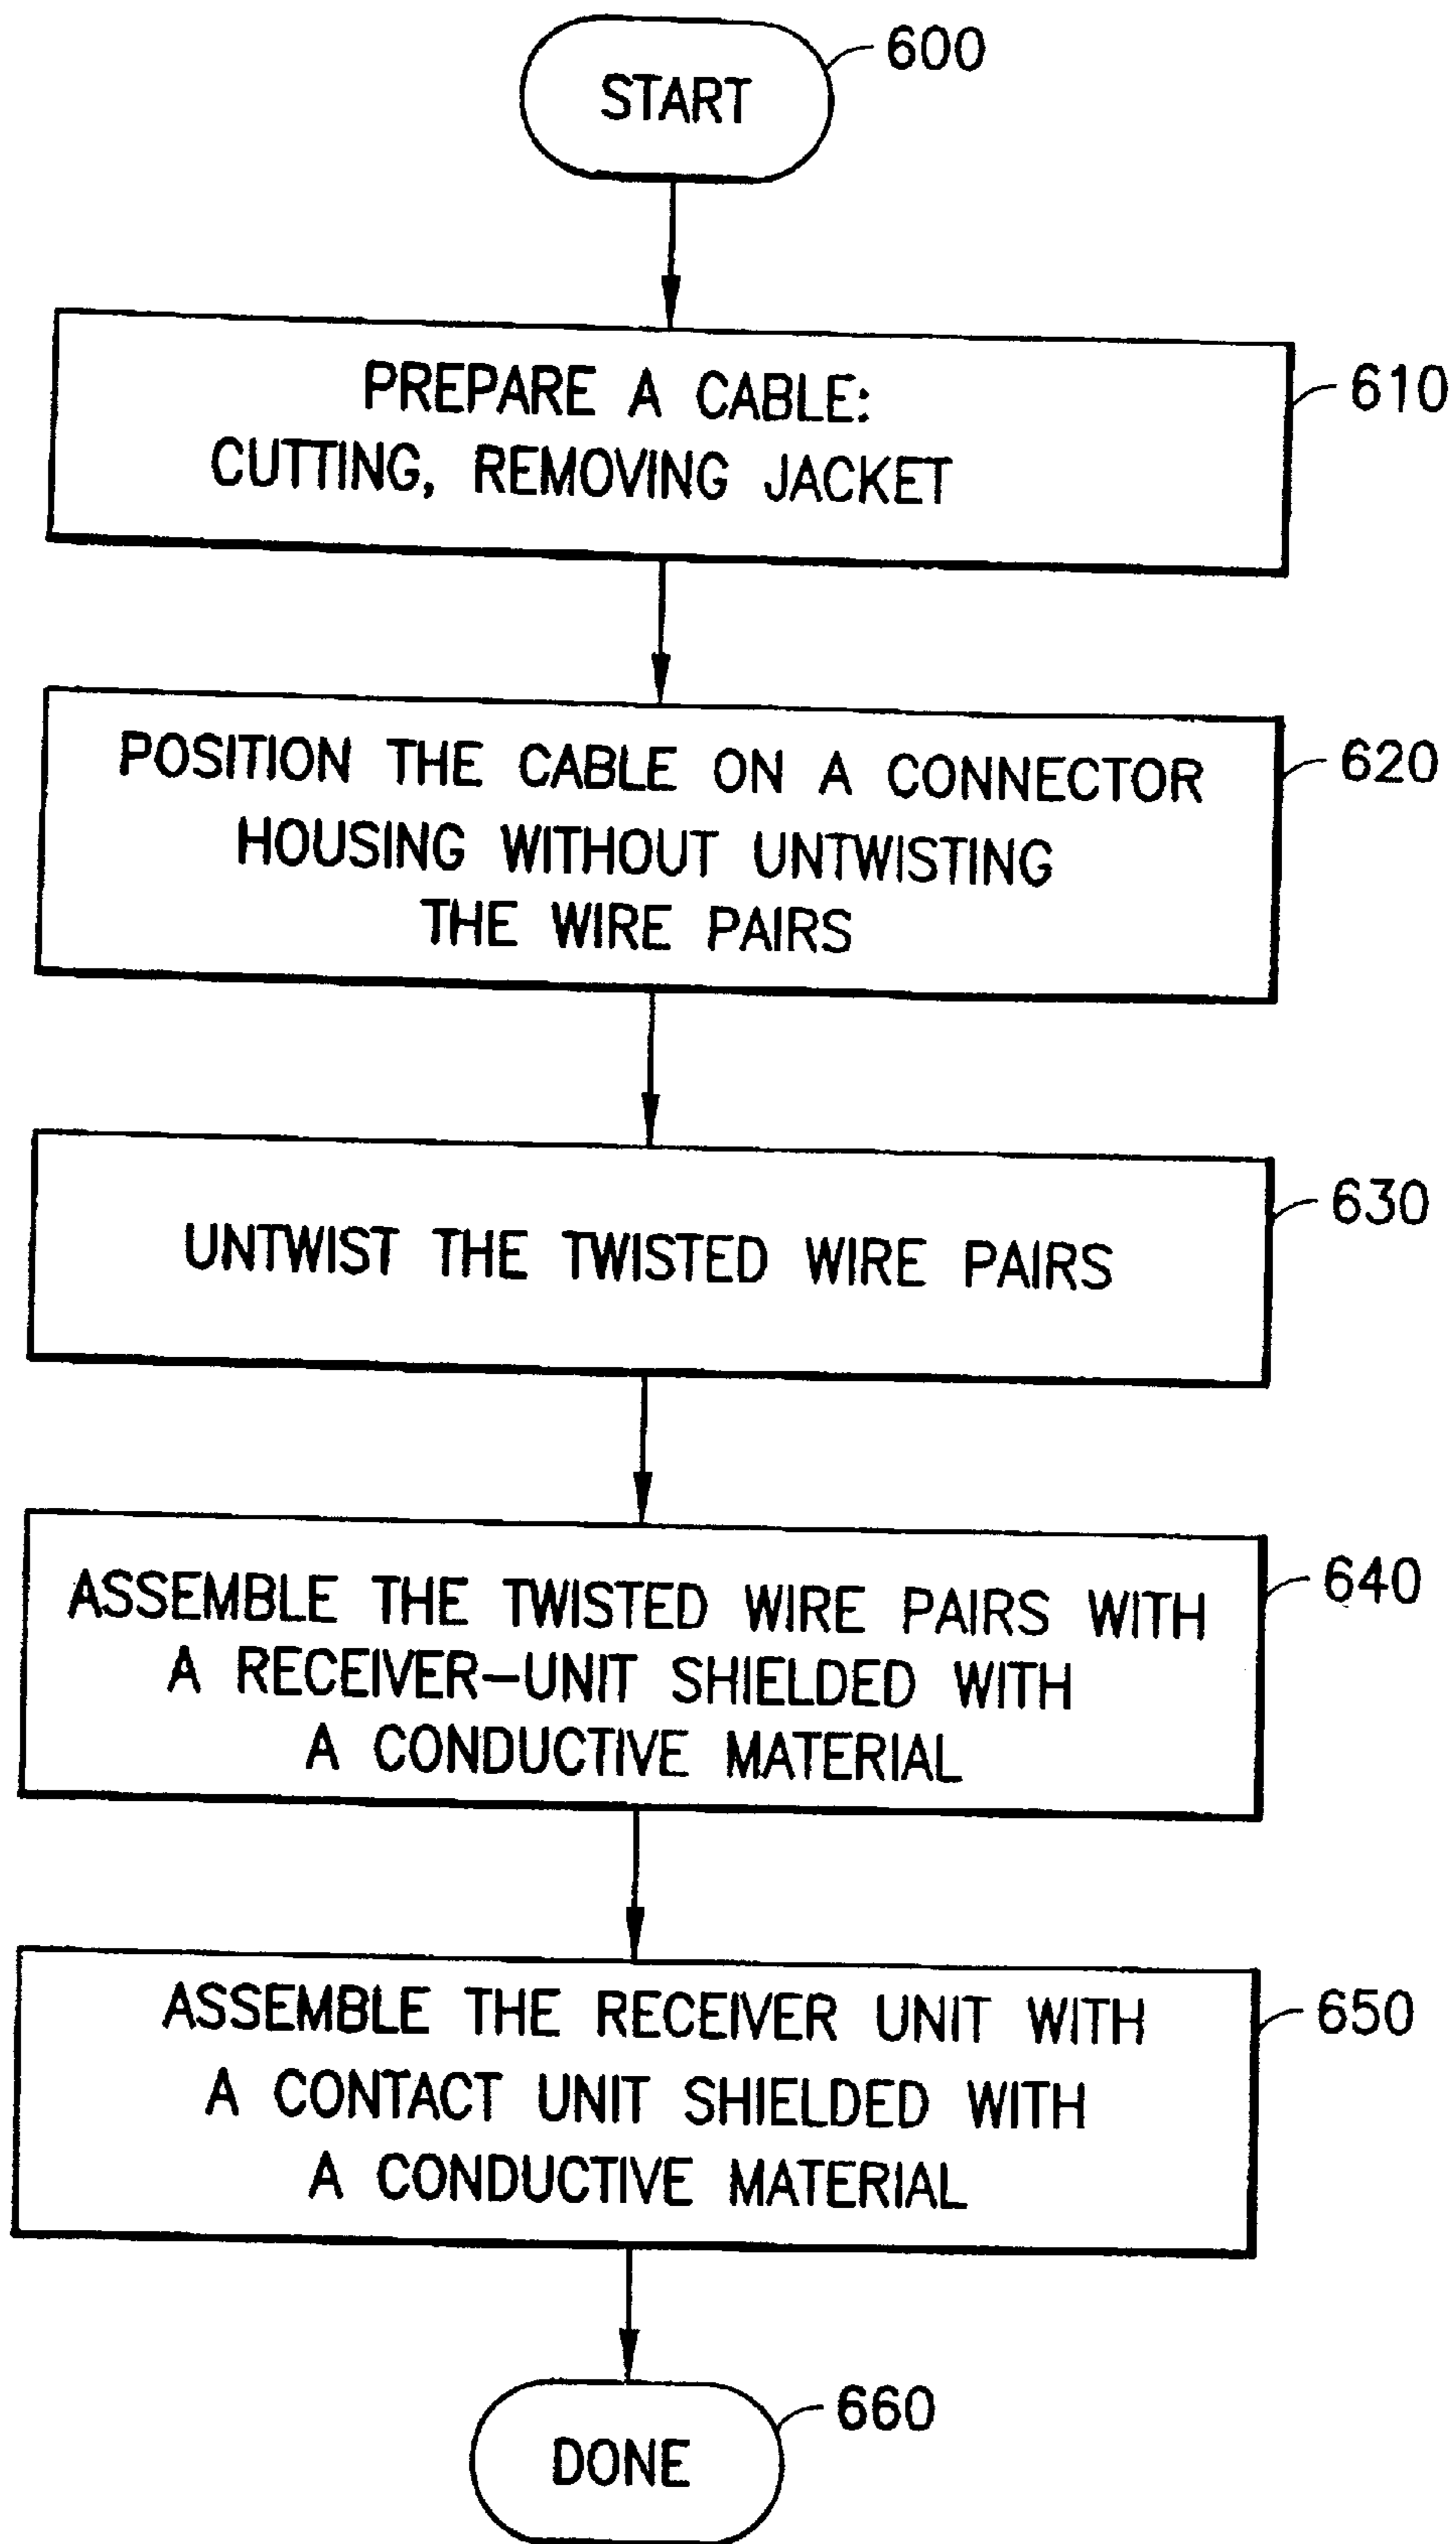 START
600
PREPARE A CABLE:
CUTTING, REMOVING JACKET
610
POSITION THE CABLE ON A CONNECTOR
HOUSING WITHOUT UNTWISTING
THE WIRE PAIRS
620
UNTWIST THE TWISTED WIRE PAIRS
630
ASSEMBLE THE TWISTED WIRE PAIRS WITH
A RECEIVER-UNIT SHIELDED WITH
A CONDUCTIVE MATERIAL
640
ASSEMBLE THE RECEIVER UNIT WITH
A CONTACT UNIT SHIELDED WITH
A CONDUCTIVE MATERIAL
650
DONE
660